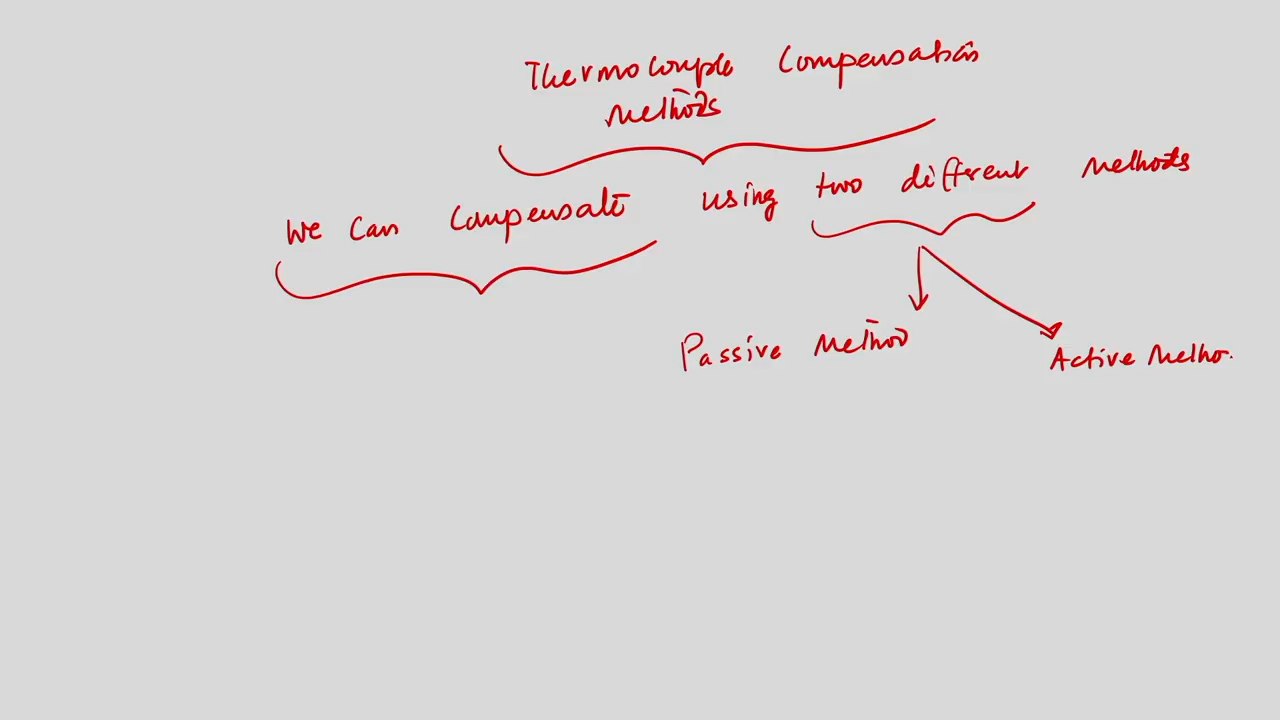 Thermocouple Compensation
Methods
We Can Compensate using two different Methods
Passive Method
Active Metho.